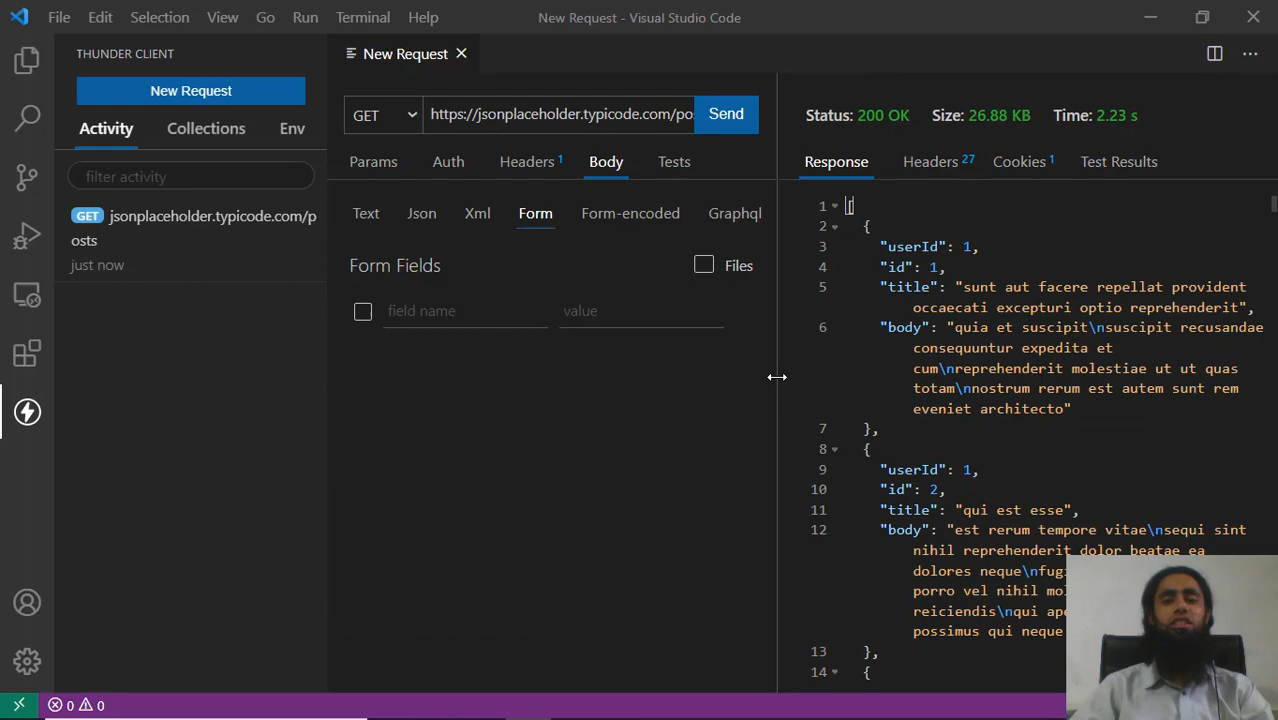 File Edit Selection View Go Run Terminal Help
New Request - Visual Studio Code
THUNDER CLIENT
New Request
Activity Collections Env
filter activity
GET jsonplaceholder.typicode.com/p
osts
just now
New Request
GET https://jsonplaceholder.typicode.com/po Send
Params Auth Headers 1 Body Tests
Text Json Xml Form Form-encoded Graphql
Form Fields Files
field name value
Status: 200 OK Size: 26.88 KB Time: 2.23 s
Response Headers 27 Cookies 1 Test Results
1 [
2 {
3 "userId": 1,
4 "id": 1,
5 "title": "sunt aut facere repellat provident
occaecati excepturi optio reprehenderit",
6 "body": "quia et suscipit\nsuscipit recusandae
consequuntur expedita et
cum\nreprehenderit molestiae ut ut quas
totam\nnostrum rerum est autem sunt rem
eveniet architecto"
7 },
8 {
9 "userId": 1,
10 "id": 2,
11 "title": "qui est esse",
12 "body": "est rerum tempore vitae\nsequi sint
nihil reprehenderit dolor beatae ea
dolores neque\nfugi
porro vel nihil mol
reiciendis\nqui ape
possimus qui neque
13 },
14 {
0 0